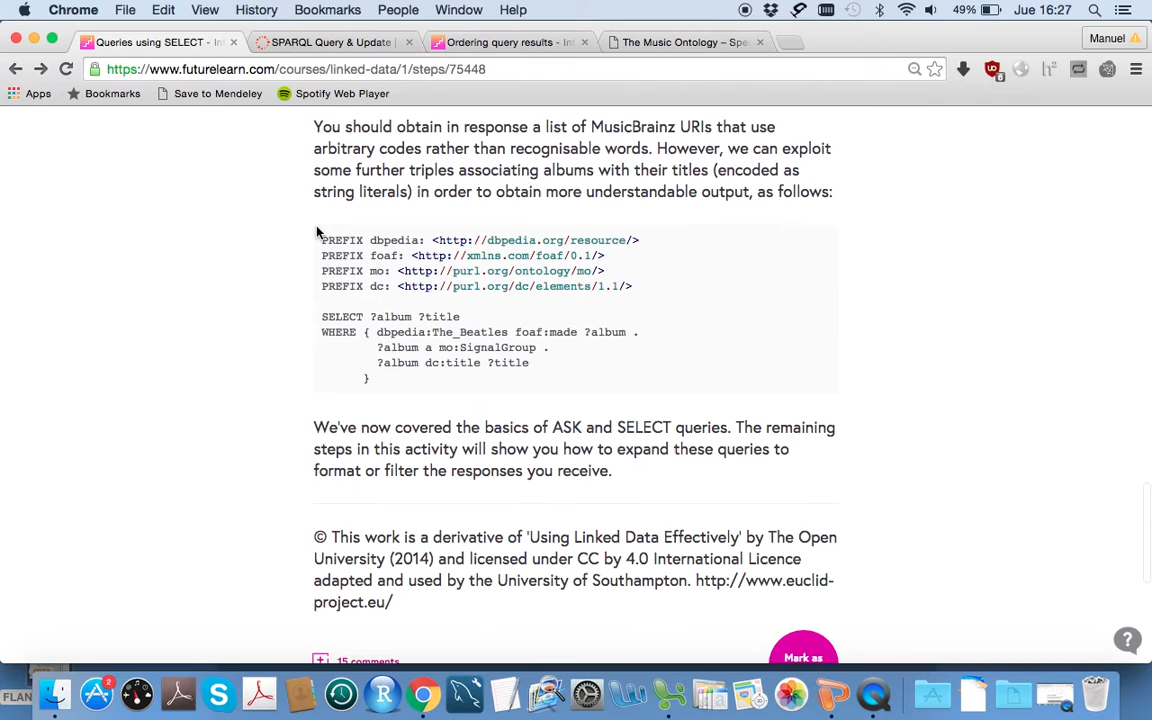 Chrome File Edit View History Bookmarks People Window Help 49% Jue 16:27
Queries using SELECT - Int SPARQL Query & Update | Ordering query results - Int The Music Ontology – Spec Manuel
https://www.futurelearn.com/courses/linked-data/1/steps/75448
Apps Bookmarks Save to Mendeley Spotify Web Player
You should obtain in response a list of MusicBrainz URIs that use
arbitrary codes rather than recognisable words. However, we can exploit
some further triples associating albums with their titles (encoded as
string literals) in order to obtain more understandable output, as follows:
PREFIX dbpedia: <http://dbpedia.org/resource/>
PREFIX foaf: <http://xmlns.com/foaf/0.1/>
PREFIX mo: <http://purl.org/ontology/mo/>
PREFIX dc: <http://purl.org/dc/elements/1.1/>
SELECT ?album ?title
WHERE { dbpedia:The_Beatles foaf:made ?album .
?album a mo:SignalGroup .
?album dc:title ?title
}
We've now covered the basics of ASK and SELECT queries. The remaining
steps in this activity will show you how to expand these queries to
format or filter the responses you receive.
© This work is a derivative of 'Using Linked Data Effectively' by The Open
University (2014) and licensed under CC by 4.0 International Licence
adapted and used by the University of Southampton. http://www.euclid-
project.eu/
15 comments
Mark as
FLAN